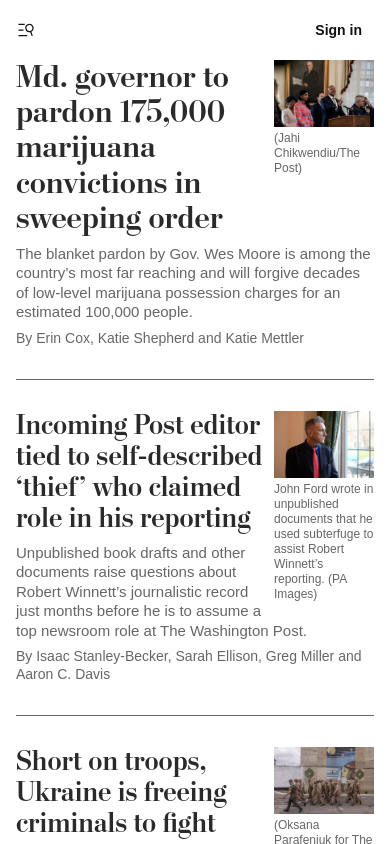 Sign in
Md. governor to
pardon 175,000
marijuana
convictions in
sweeping order
(Jahi
Chikwendiu/The
Post)
The blanket pardon by Gov. Wes Moore is among the
country’s most far reaching and will forgive decades
of low-level marijuana possession charges for an
estimated 100,000 people.
By Erin Cox, Katie Shepherd and Katie Mettler
Incoming Post editor
tied to self-described
‘thief’ who claimed
role in his reporting
John Ford wrote in
unpublished
documents that he
used subterfuge to
assist Robert
Winnett’s
reporting. (PA
Images)
Unpublished book drafts and other
documents raise questions about
Robert Winnett’s journalistic record
just months before he is to assume a
top newsroom role at The Washington Post.
By Isaac Stanley-Becker, Sarah Ellison, Greg Miller and
Aaron C. Davis
Short on troops,
Ukraine is freeing
criminals to fight
(Oksana
Parafeniuk for The